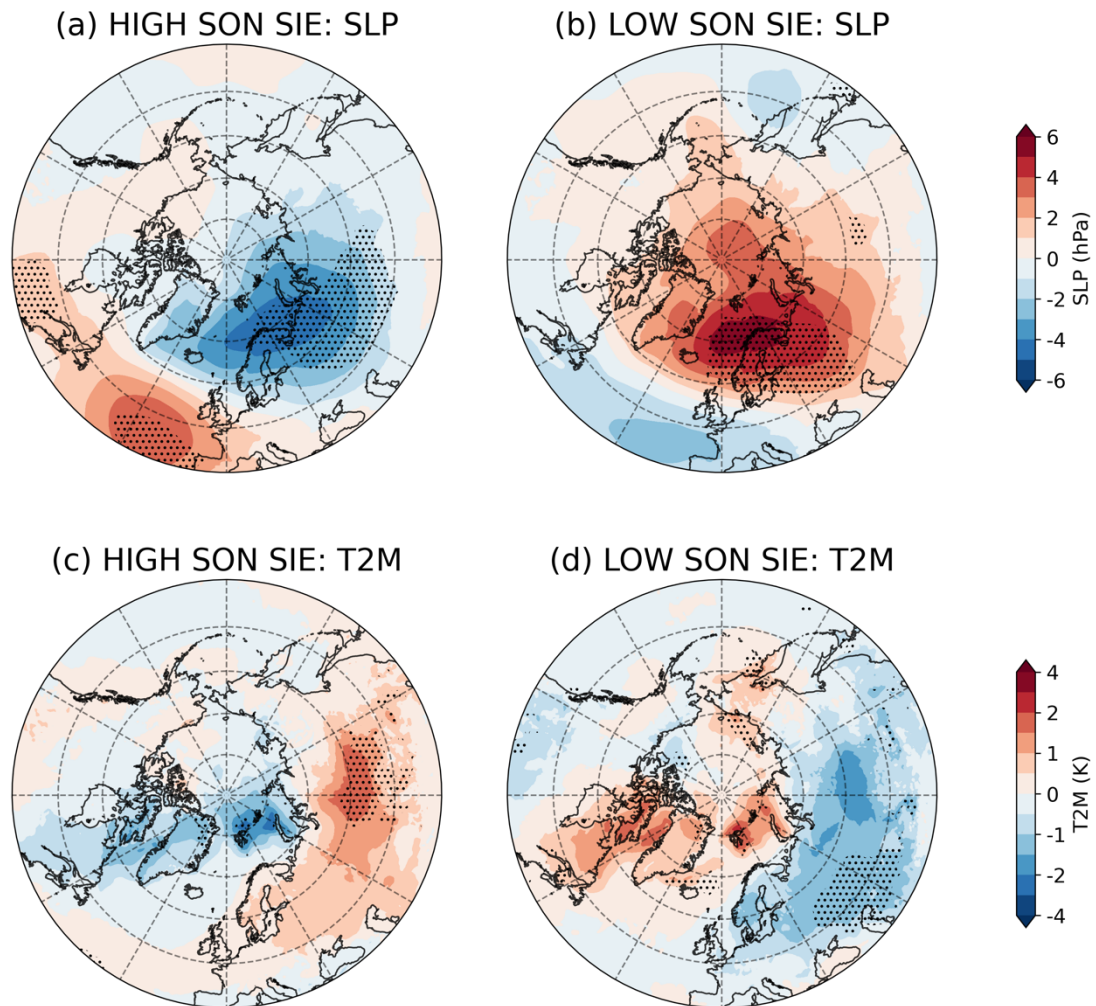 (a) HIGH SON SIE: SLP
(b) LOW SON SIE: SLP
6
4
2
0
-2
-4
-6
SLP (hPa)
(c) HIGH SON SIE: T2M
(d) LOW SON SIE: T2M
4
2
1
0
-1
-2
-4
T2M (K)